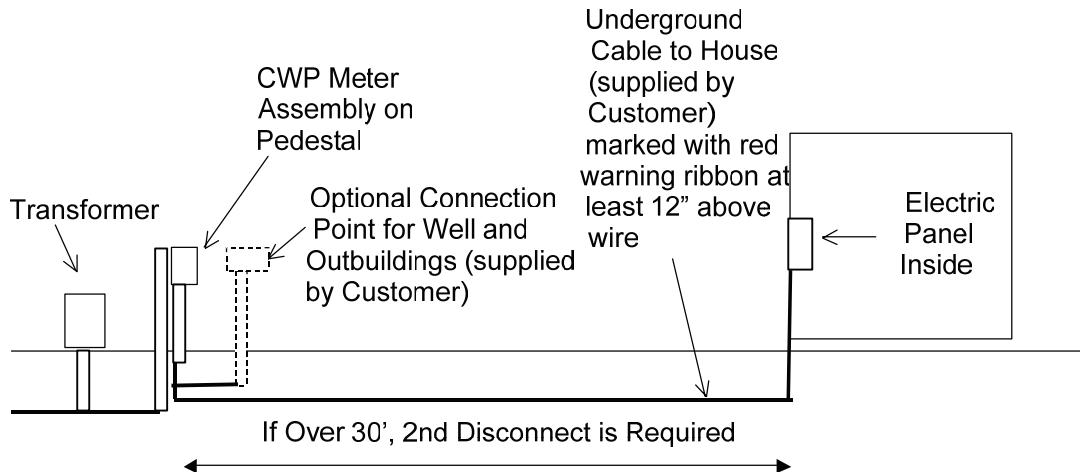 Underground
Cable to House
(supplied by
Customer)
marked with red
warning ribbon at
least 12” above
wire
CWP Meter
Assembly on
Pedestal
Optional Connection
Point for Well and
Outbuildings (supplied
by Customer)
Transformer
Electric
Panel
Inside
If Over 30’, 2nd Disconnect is Required